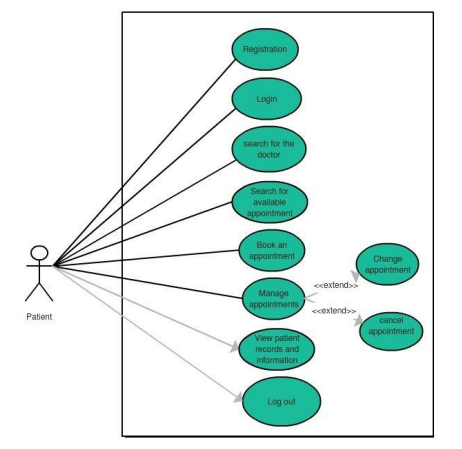 Registration
Login
search for the
doctor
Search for
available
appointment
Book an
appointment
Manage
appointments
<<extend>>
Change
appointment
<<extend>>
cancel
appointment
View patient
records and
information
Log out
Patient